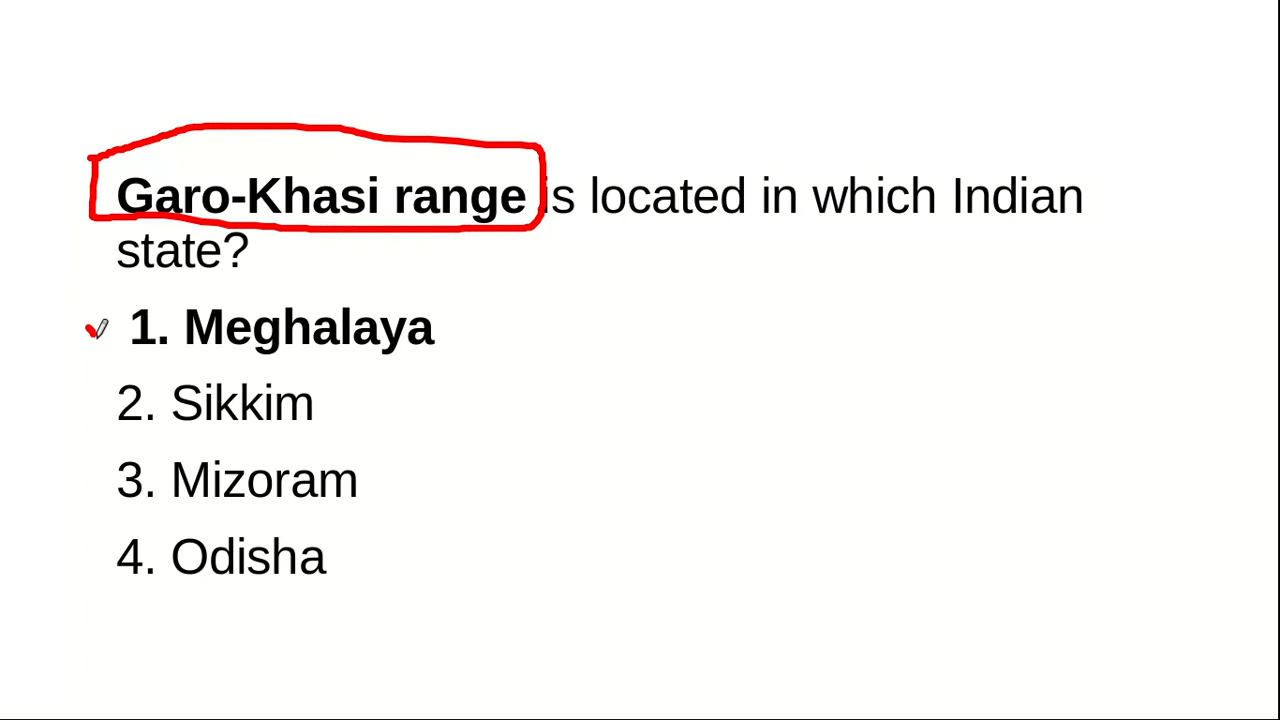 Garo-Khasi range is located in which Indian
state?
1. Meghalaya
2. Sikkim
3. Mizoram
4. Odisha